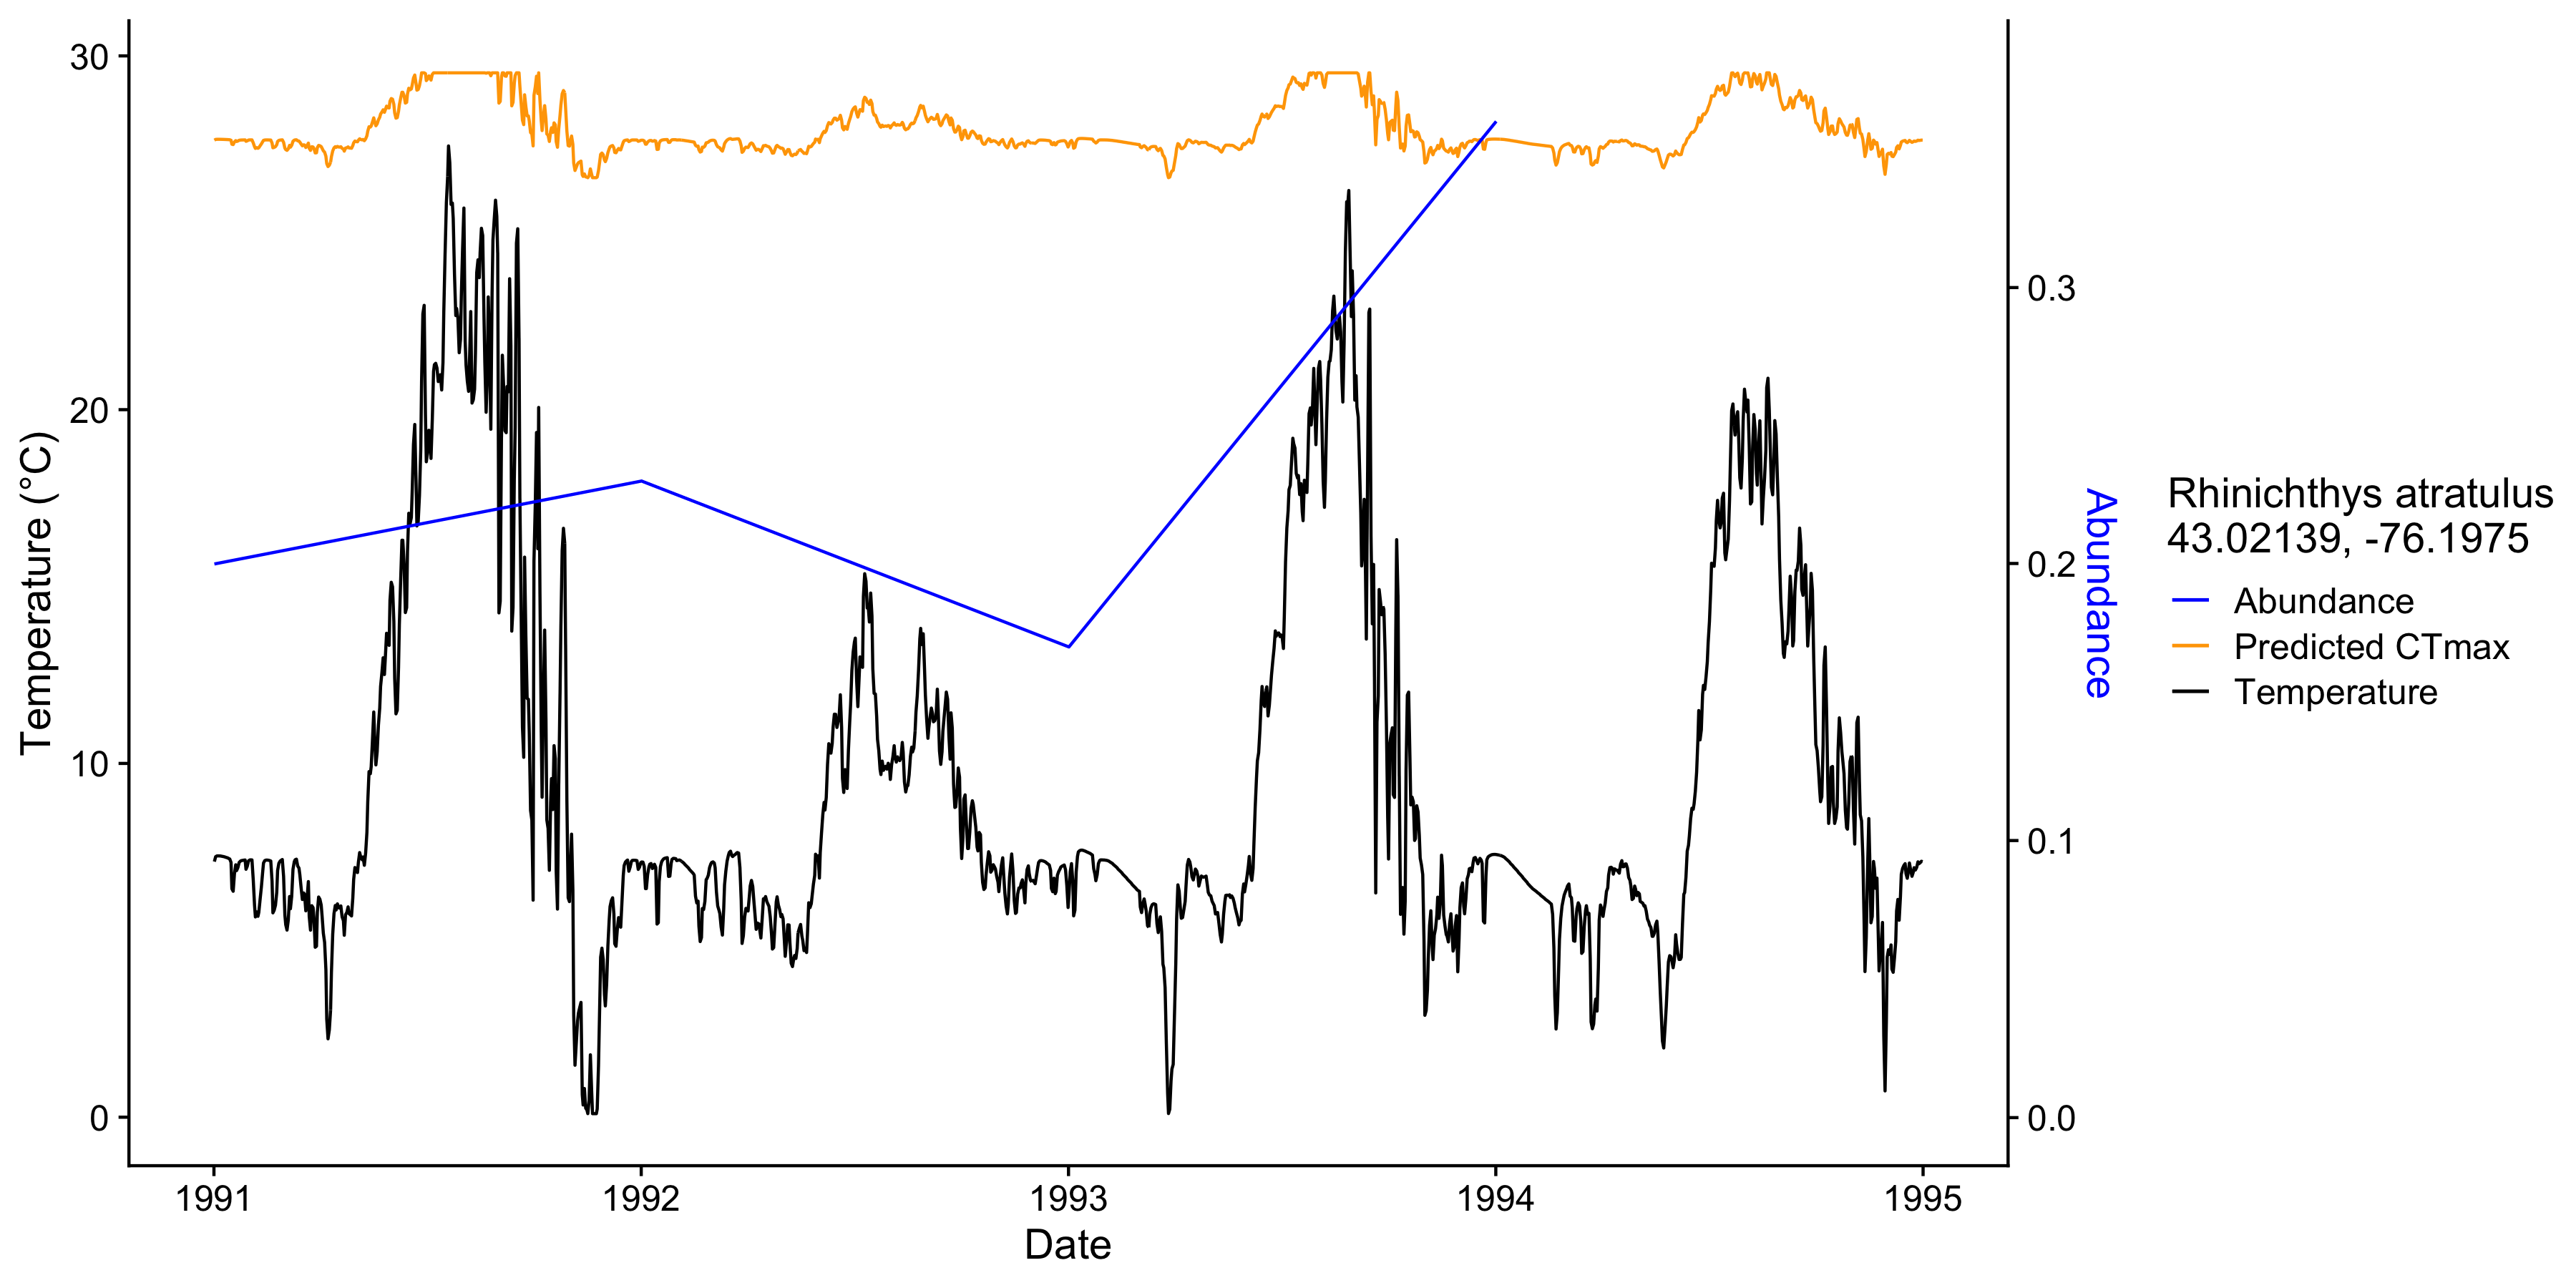 30
20
10
0
Temperature (°C)
1991
1992
1993
1994
1995
Date
0.3
0.2
0.1
0.0
Abundance
Rhinichthys atratulus
43.02139, -76.1975
Abundance
Predicted CTmax
Temperature